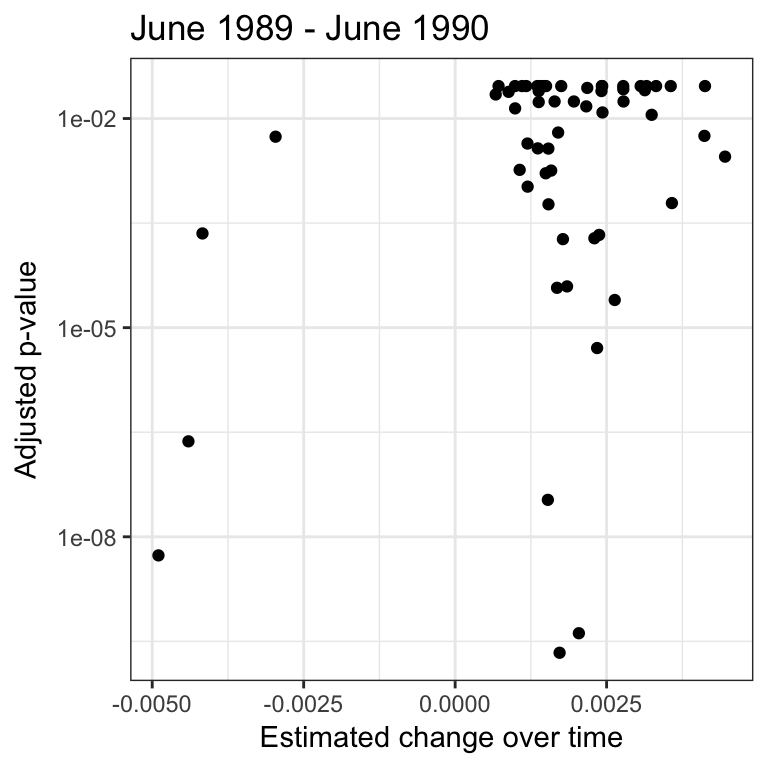 June 1989 - June 1990
Adjusted p-value
1e-02
1e-05
1e-08
-0.0050 -0.0025 0.0000 0.0025
Estimated change over time